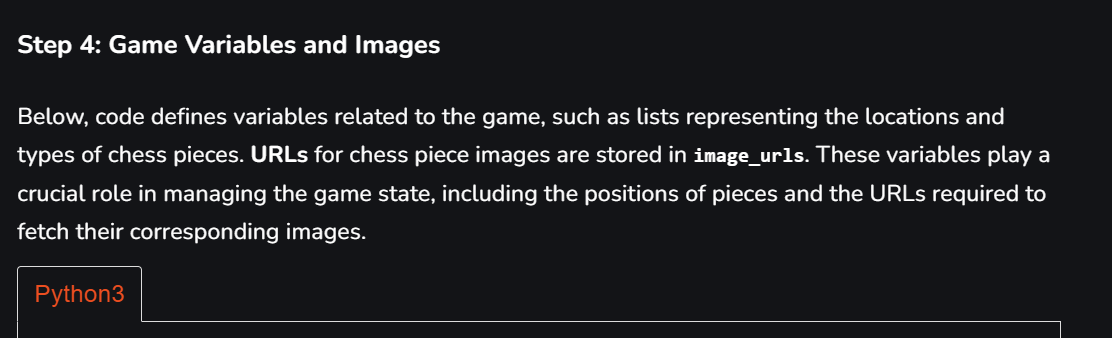 Step 4: Game Variables and Images
Below, code defines variables related to the game, such as lists representing the locations and
types of chess pieces. URLs for chess piece images are stored in image_urls. These variables play a
crucial role in managing the game state, including the positions of pieces and the URLs required to
fetch their corresponding images.
Python3